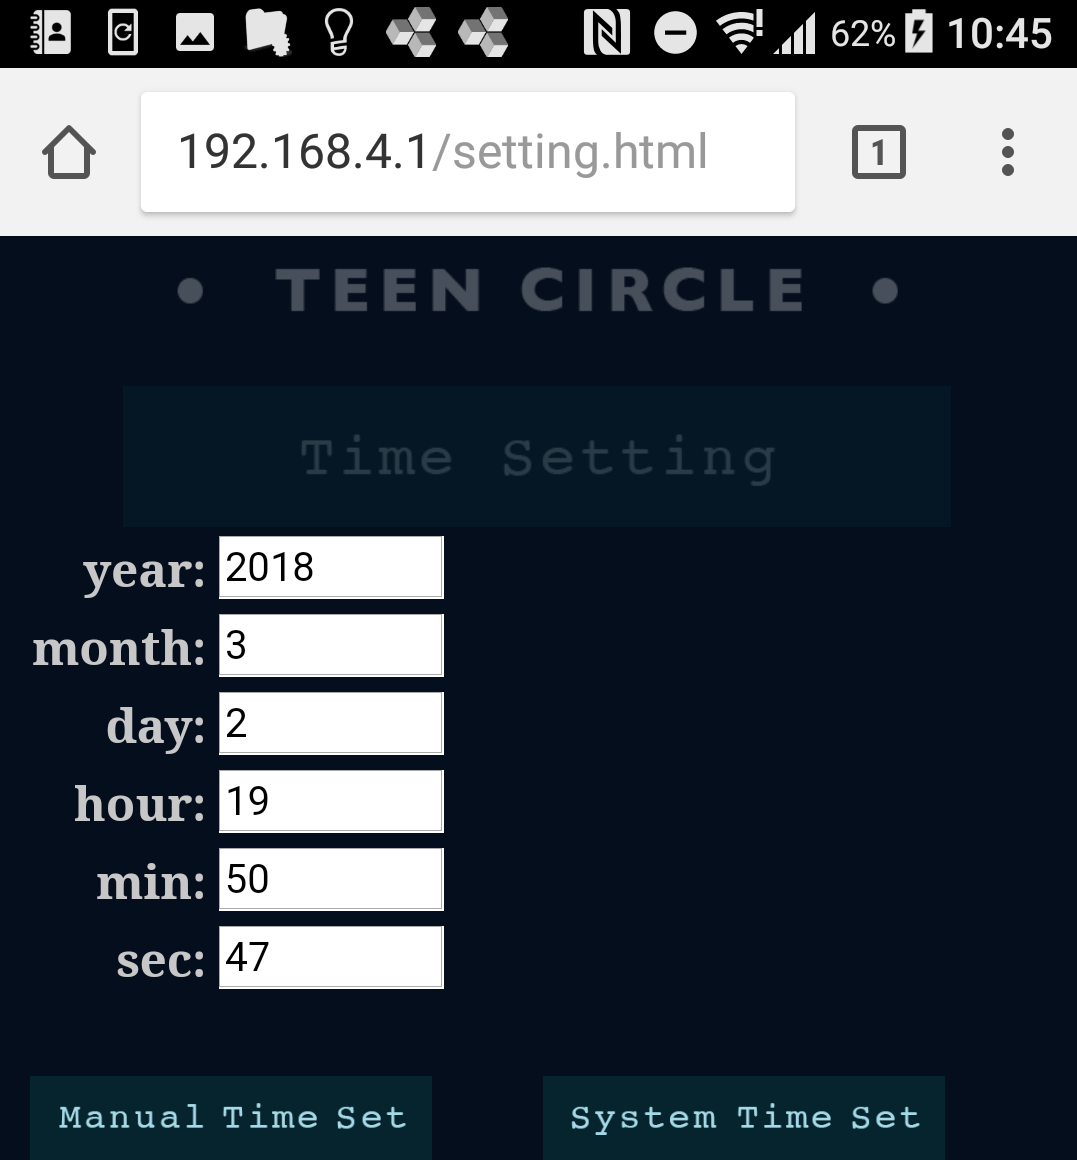 62% 10:45
192.168.4.1/setting.html 1
• TEEN CIRCLE •
Time Setting
year: 2018
month: 3
day: 2
hour: 19
min: 50
sec: 47
Manual Time Set System Time Set